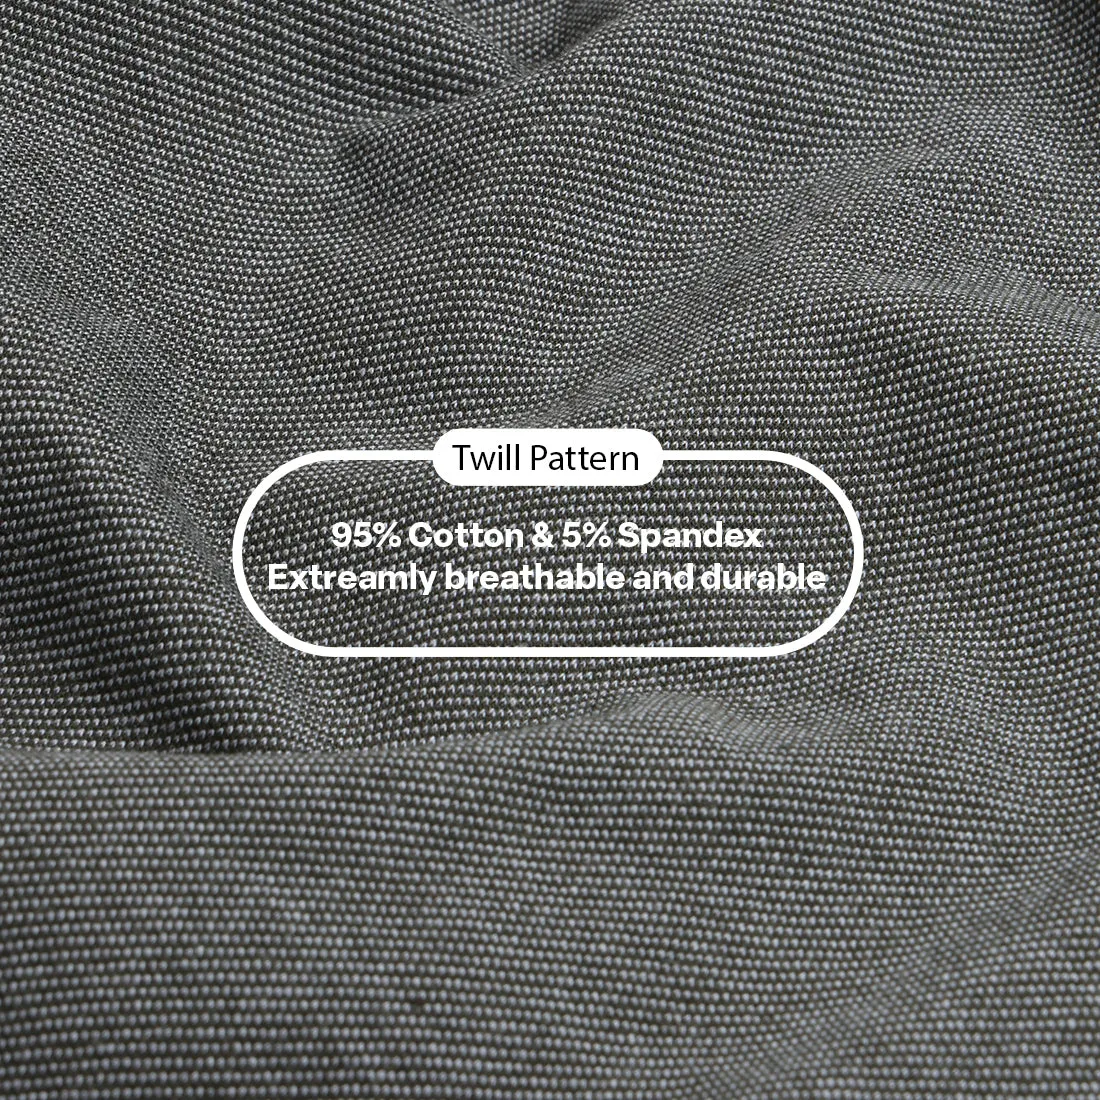 Twill Pattern
95% Cotton & 5% Spandex
Extreamly breathable and durable